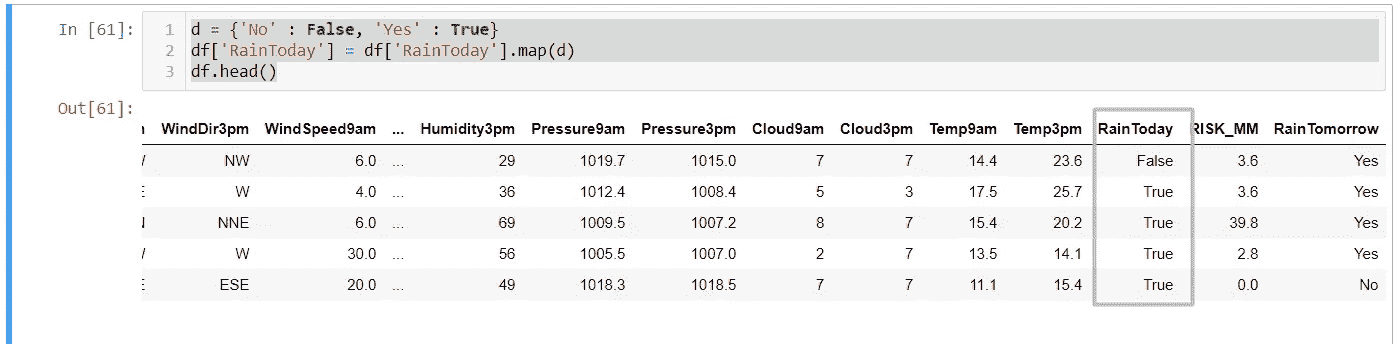 In [61]:
1 d = {'No' : False, 'Yes' : True}
2 df['RainToday'] = df['RainToday'].map(d)
3 df.head()
Out[61]:
WindDir3pm WindSpeed9am ... Humidity3pm Pressure9am Pressure3pm Cloud9am Cloud3pm Temp9am Temp3pm RainToday RISK_MM RainTomorrow
NW 6.0 ... 29 1019.7 1015.0 7 7 14.4 23.6 False 3.6 Yes
W 4.0 ... 36 1012.4 1008.4 5 3 17.5 25.7 True 3.6 Yes
NNE 6.0 ... 69 1009.5 1007.2 8 7 15.4 20.2 True 39.8 Yes
W 30.0 ... 56 1005.5 1007.0 2 7 13.5 14.1 True 2.8 Yes
ESE 20.0 ... 49 1018.3 1018.5 7 7 11.1 15.4 True 0.0 No